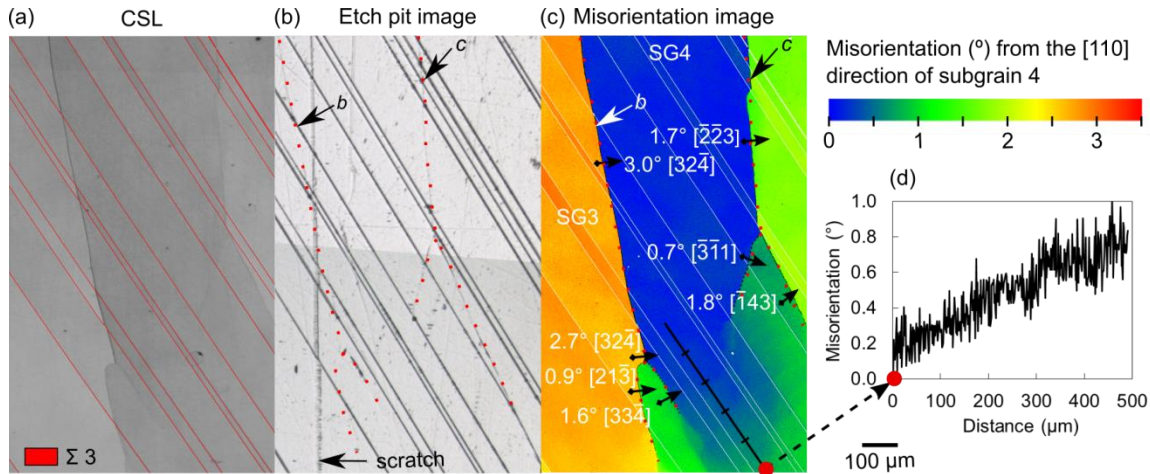 (a)
CSL
Σ 3
(b)
Etch pit image
b
c
scratch
(c)
Misorientation image
SG4
c
b
1.7° [2̅2̅3]
3.0° [324̅]
SG3
0.7° [3̅1̅1]
1.8° [1̅43]
2.7° [324̅]
0.9° [213̅]
1.6° [334̅]
Misorientation (º) from the [110]
direction of subgrain 4
0 1 2 3
(d)
Misorientation (°)
1.0
0.8
0.6
0.4
0.2
0.0
0 100 200 300 400 500
Distance (µm)
100 µm